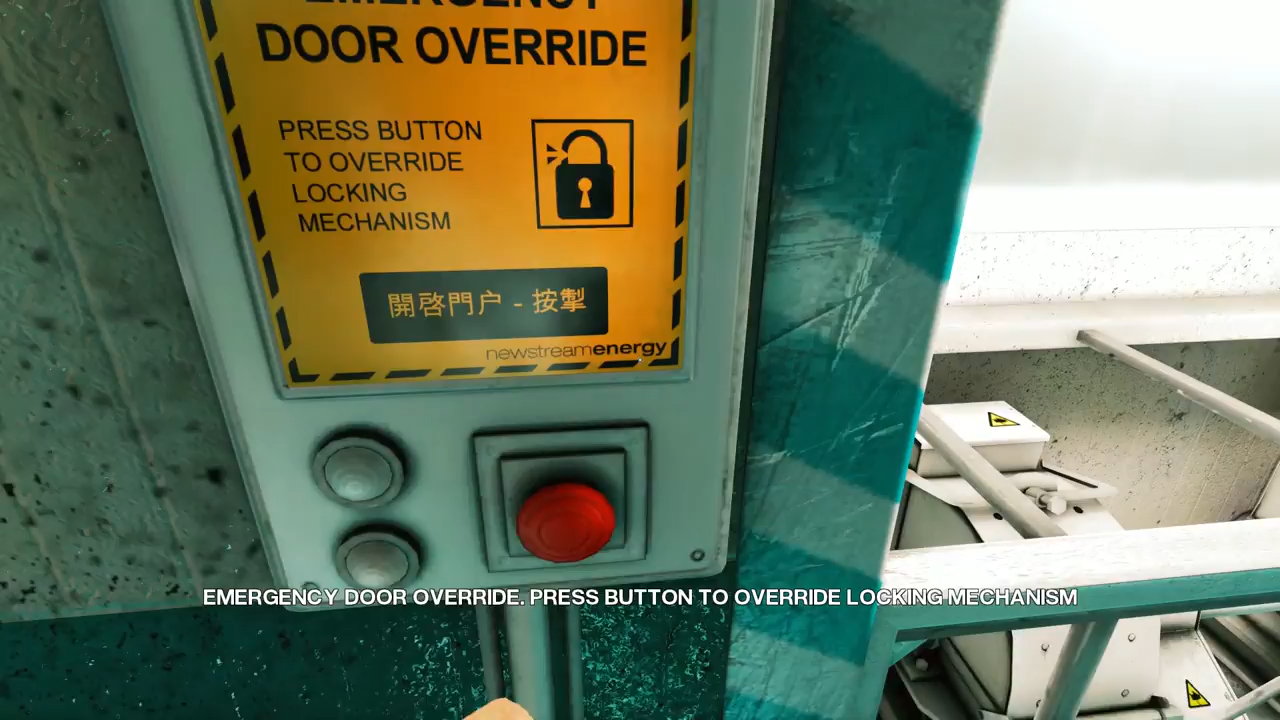 EMERGENCY
DOOR OVERRIDE
PRESS BUTTON
TO OVERRIDE
LOCKING
MECHANISM
開啓門户 - 按掣
newstreamenergy
EMERGENCY DOOR OVERRIDE. PRESS BUTTON TO OVERRIDE LOCKING MECHANISM